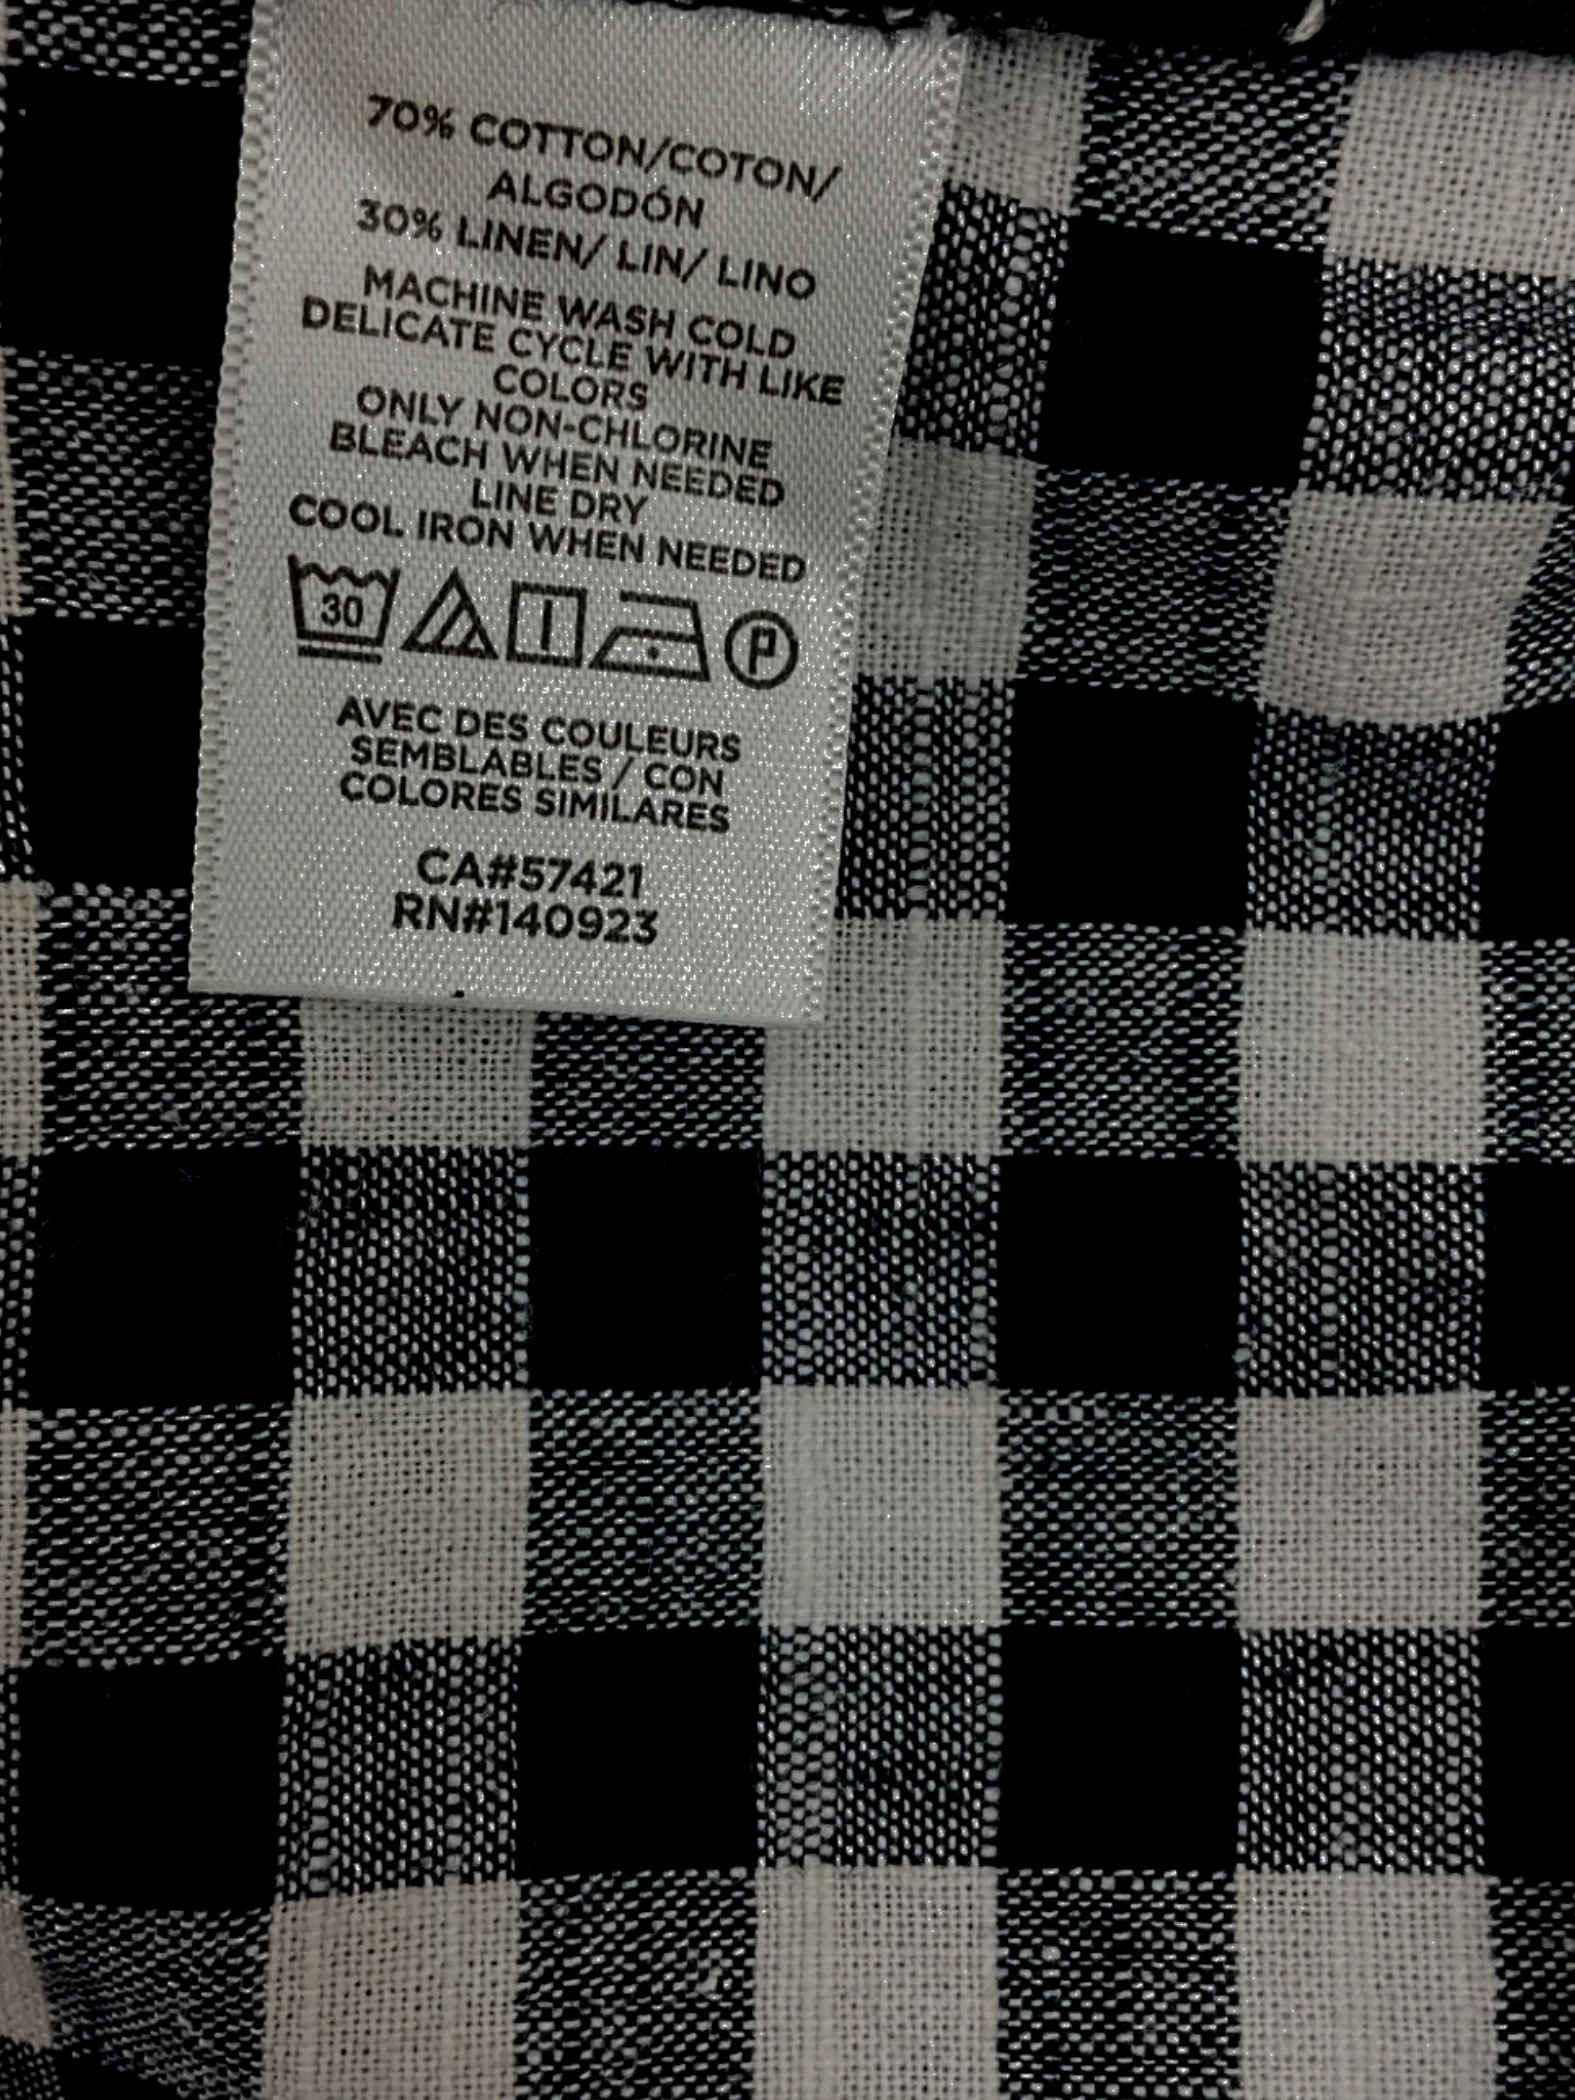 70% COTTON/COTON/
ALGODÓN
30% LINEN/ LIN/ LINO
MACHINE WASH COLD
DELICATE CYCLE WITH LIKE
COLORS
ONLY NON-CHLORINE
BLEACH WHEN NEEDED
LINE DRY
COOL IRON WHEN NEEDED
30 P
AVEC DES COULEURS
SEMBLABLES / CON
COLORES SIMILARES
CA#57421
RN#140923